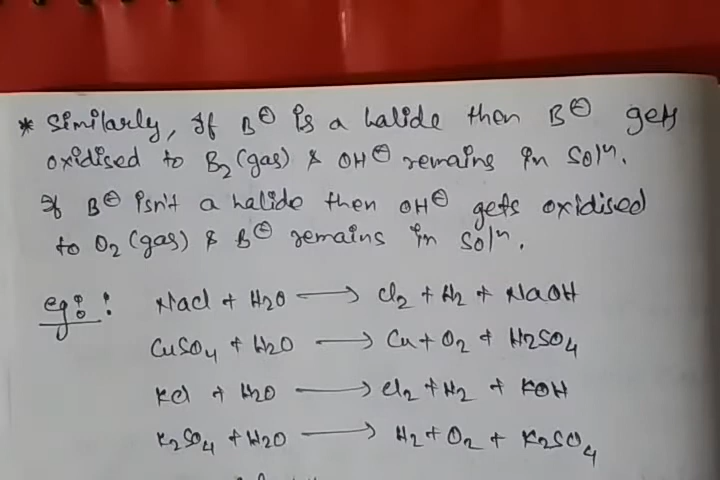 * Similarly, If B⊖ is a halide then B⊖ gets
oxidised to B₂ (gas) & OH⊖ remains in Solⁿ.
If B⊖ isn't a halide then OH⊖ gets oxidised
to O₂ (gas) & B⊖ remains in Solⁿ.
eg: NaCl + H₂O → Cl₂ + H₂ + NaOH
CuSO₄ + H₂O → Cu + O₂ + H₂SO₄
KCl + H₂O → Cl₂ + H₂ + KOH
K₂SO₄ + H₂O → H₂ + O₂ + K₂SO₄